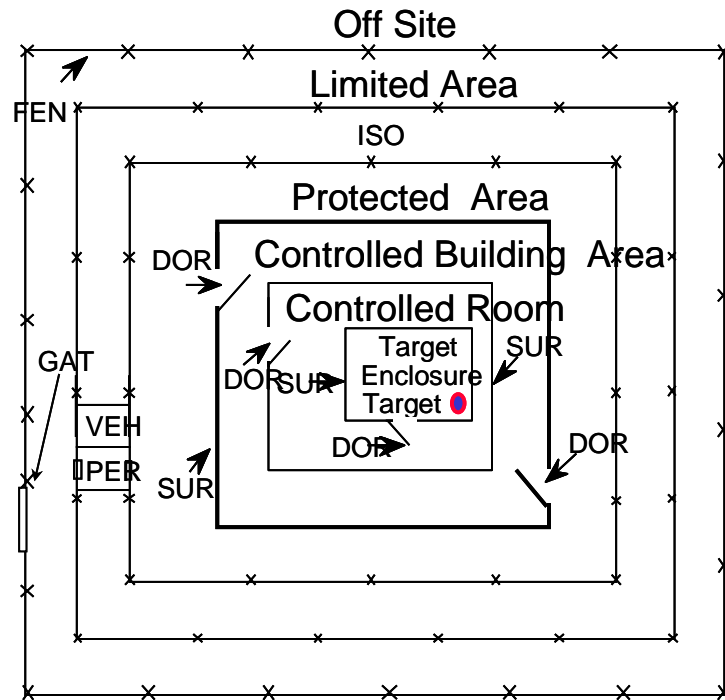 Off Site
Limited Area
FEN
ISO
Protected Area
DOR
Controlled Building Area
Controlled Room
GAT
DOR
SUR
Target
Enclosure
Target
SUR
VEH
DOR
DOR
PER
SUR